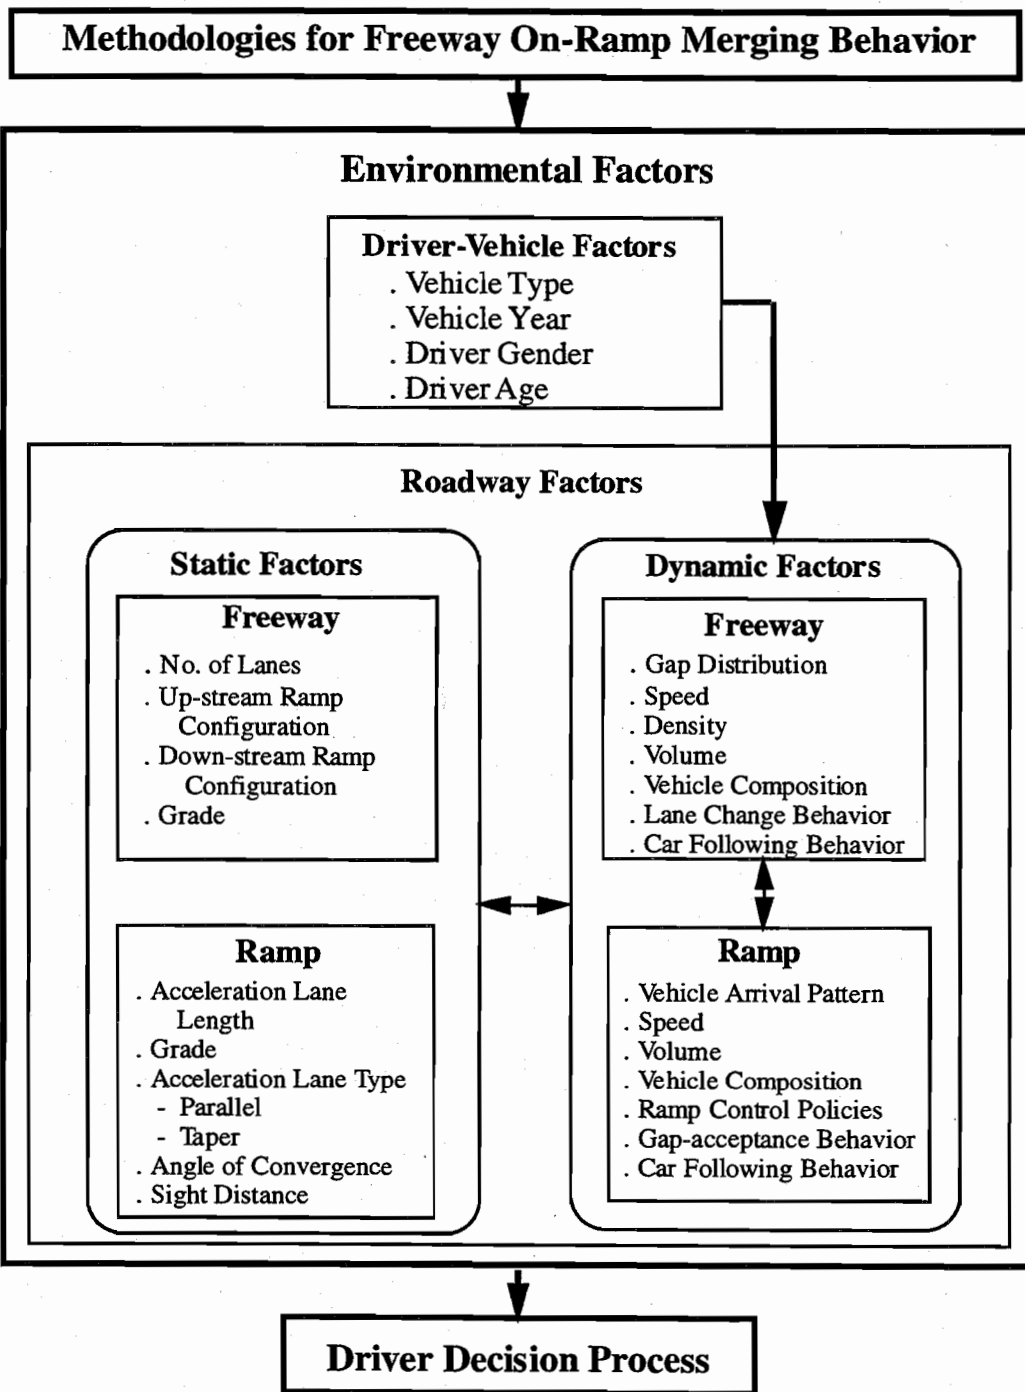 Methodologies for Freeway On-Ramp Merging Behavior
Environmental Factors
Driver-Vehicle Factors
. Vehicle Type
. Vehicle Year
. Driver Gender
. Driver Age
Roadway Factors
Static Factors
Freeway
. No. of Lanes
. Up-stream Ramp
Configuration
. Down-stream Ramp
Configuration
. Grade
Ramp
. Acceleration Lane
Length
. Grade
. Acceleration Lane Type
- Parallel
- Taper
. Angle of Convergence
. Sight Distance
Dynamic Factors
Freeway
. Gap Distribution
. Speed
. Density
. Volume
. Vehicle Composition
. Lane Change Behavior
. Car Following Behavior
Ramp
. Vehicle Arrival Pattern
. Speed
. Volume
. Vehicle Composition
. Ramp Control Policies
. Gap-acceptance Behavior
. Car Following Behavior
Driver Decision Process